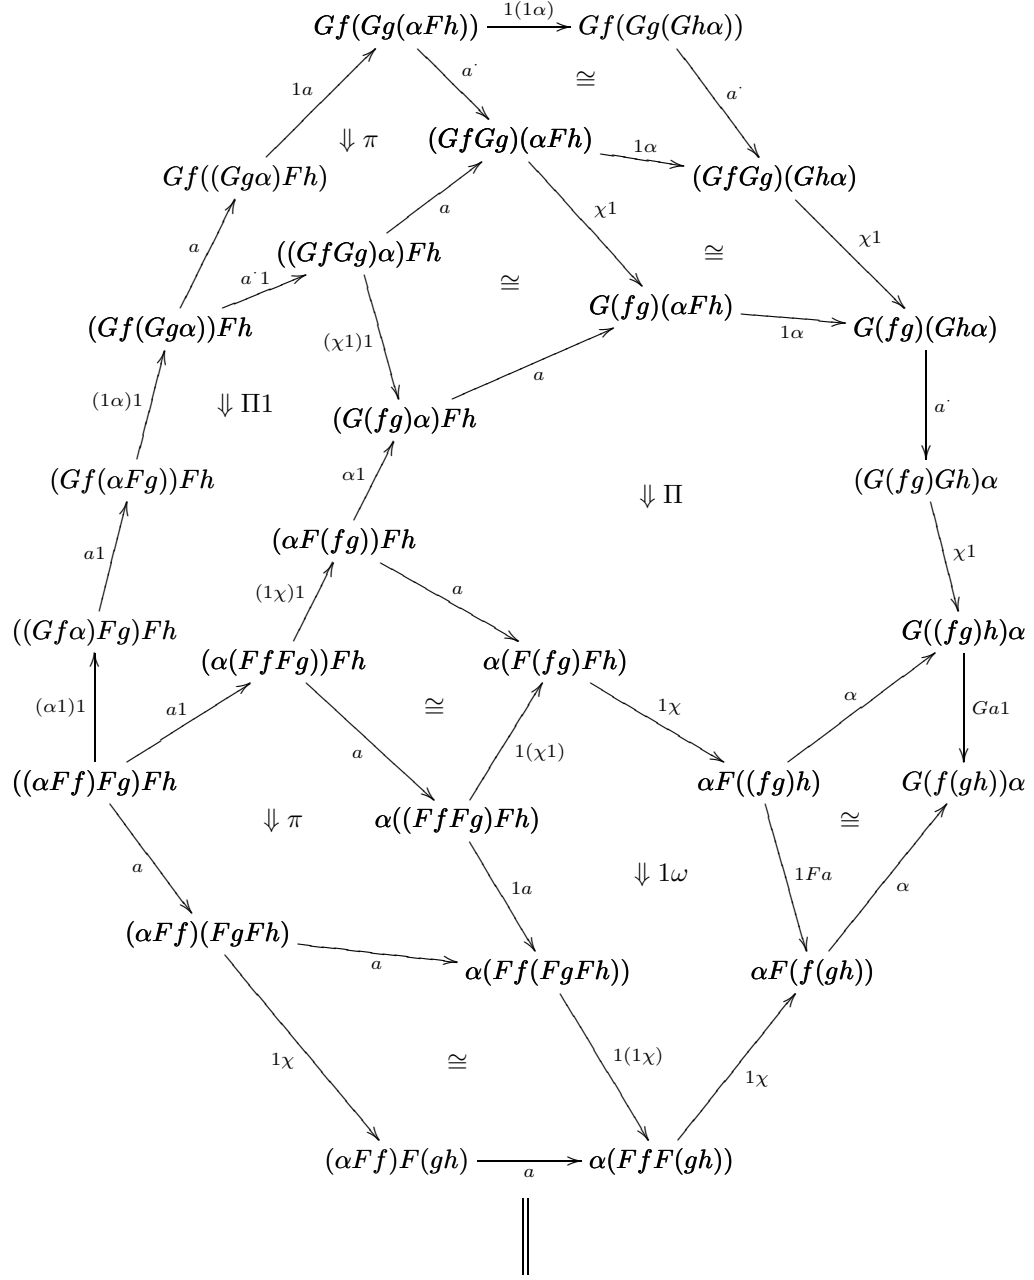 1(1α)
Gf(Gg(αFh)) Gf(Gg(Ghα))
a˙
≅
1a a˙
⇓ π (GfGg)(αFh) 1α
Gf((Ggα)Fh) (GfGg)(Ghα)
a χ1
a
((GfGg)α)Fh ≅ χ1
a˙1 ≅
(Gf(Ggα))Fh G(fg)(αFh) G(fg)(Ghα)
(χ1)1 1α
a
(1α)1 ⇓ Π1 a˙
(G(fg)α)Fh
α1
(Gf(αFg))Fh ⇓ Π (G(fg)Gh)α
a1 (αF(fg))Fh χ1
(1χ)1 a
((Gfα)Fg)Fh G((fg)h)α
(α(FfFg))Fh α(F(fg)Fh)
(α1)1 a1 ≅ 1χ α Ga1
a 1(χ1)
((αFf)Fg)Fh αF((fg)h) G(f(gh))α
⇓ π α((FfFg)Fh) ≅
a 1a ⇓ 1ω 1Fa α
(αFf)(FgFh)
a α(Ff(FgFh)) αF(f(gh))
1χ ≅ 1(1χ) 1χ
(αFf)F(gh) α(FfF(gh))
a